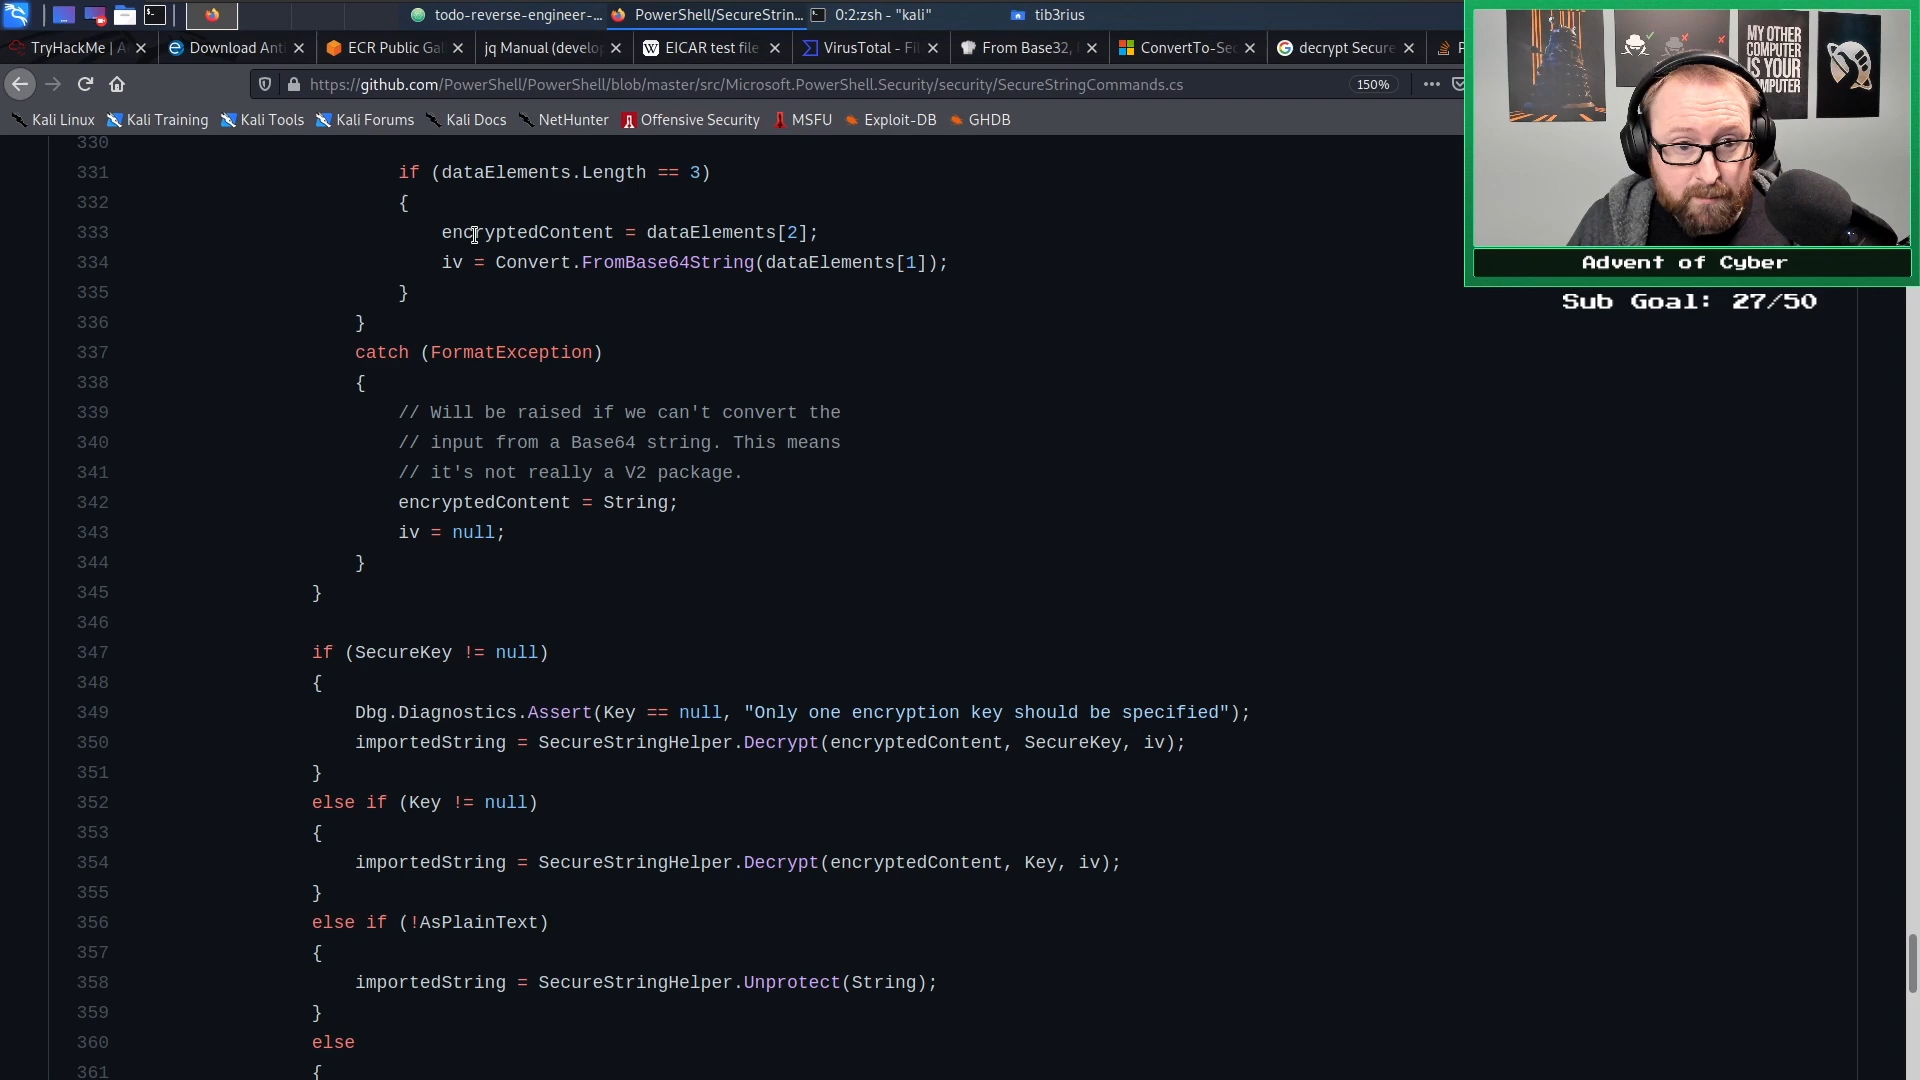 todo-reverse-engineer-...
PowerShell/SecureStrin...
0:2:zsh - "kali"
tib3rius
TryHackMe | A
Download Anti
ECR Public Gal
jq Manual (develo
EICAR test file
VirusTotal - Fil
From Base32,
ConvertTo-Sec
decrypt Secure
https://github.com/PowerShell/PowerShell/blob/master/src/Microsoft.PowerShell.Security/security/SecureStringCommands.cs
150%
Kali Linux
Kali Training
Kali Tools
Kali Forums
Kali Docs
NetHunter
Offensive Security
MSFU
Exploit-DB
GHDB
MY OTHER
COMPUTER
IS YOUR
COMPUTER
Advent of Cyber
Sub Goal: 27/50
330
331 if (dataElements.Length == 3)
332 {
333 encryptedContent = dataElements[2];
334 iv = Convert.FromBase64String(dataElements[1]);
335 }
336 }
337 catch (FormatException)
338 {
339 // Will be raised if we can't convert the
340 // input from a Base64 string. This means
341 // it's not really a V2 package.
342 encryptedContent = String;
343 iv = null;
344 }
345 }
346
347 if (SecureKey != null)
348 {
349 Dbg.Diagnostics.Assert(Key == null, "Only one encryption key should be specified");
350 importedString = SecureStringHelper.Decrypt(encryptedContent, SecureKey, iv);
351 }
352 else if (Key != null)
353 {
354 importedString = SecureStringHelper.Decrypt(encryptedContent, Key, iv);
355 }
356 else if (!AsPlainText)
357 {
358 importedString = SecureStringHelper.Unprotect(String);
359 }
360 else
361 {